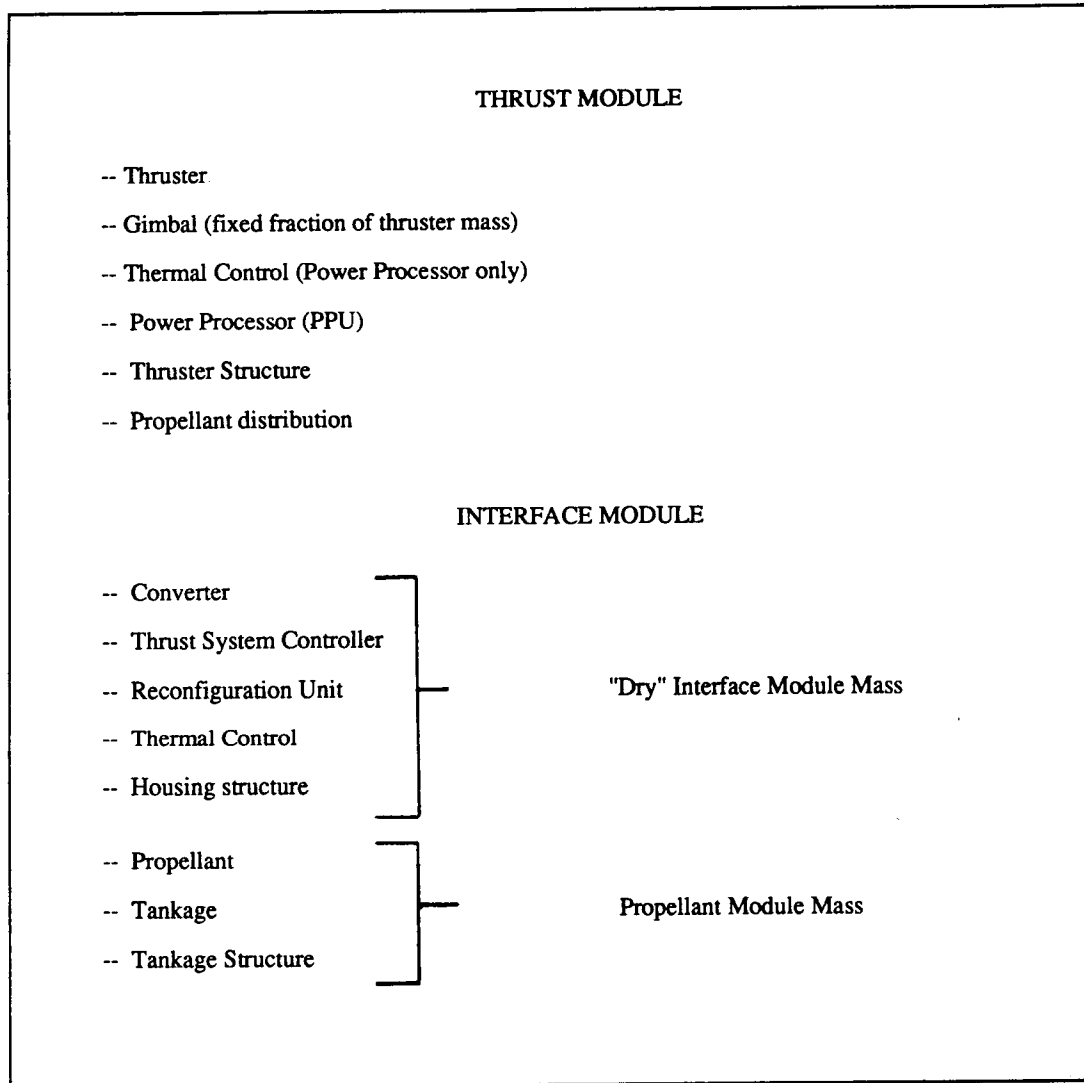 THRUST MODULE
-- Thruster
-- Gimbal (fixed fraction of thruster mass)
-- Thermal Control (Power Processor only)
-- Power Processor (PPU)
-- Thruster Structure
-- Propellant distribution
INTERFACE MODULE
-- Converter
-- Thrust System Controller
-- Reconfiguration Unit
-- Thermal Control
-- Housing structure
"Dry" Interface Module Mass
-- Propellant
-- Tankage
-- Tankage Structure
Propellant Module Mass